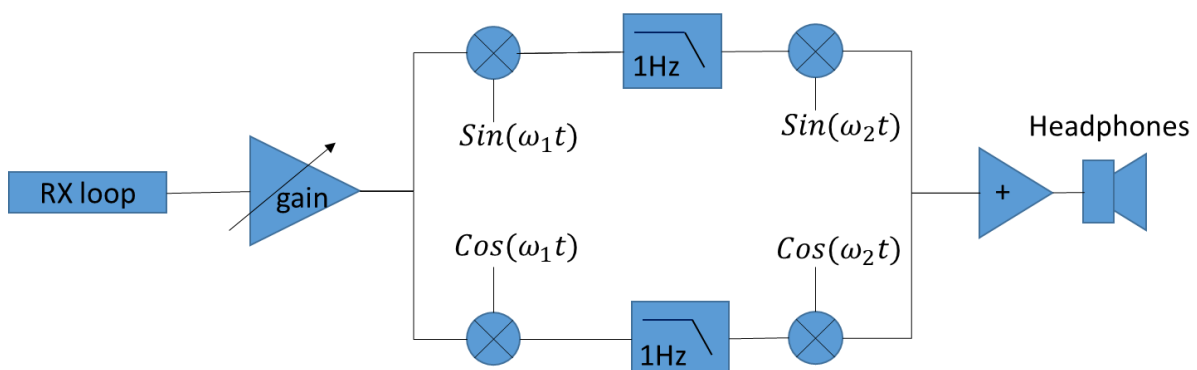 1Hz
Sin(ω₁t)
Sin(ω₂t)
Headphones
RX loop
gain
+
Cos(ω₁t)
Cos(ω₂t)
1Hz